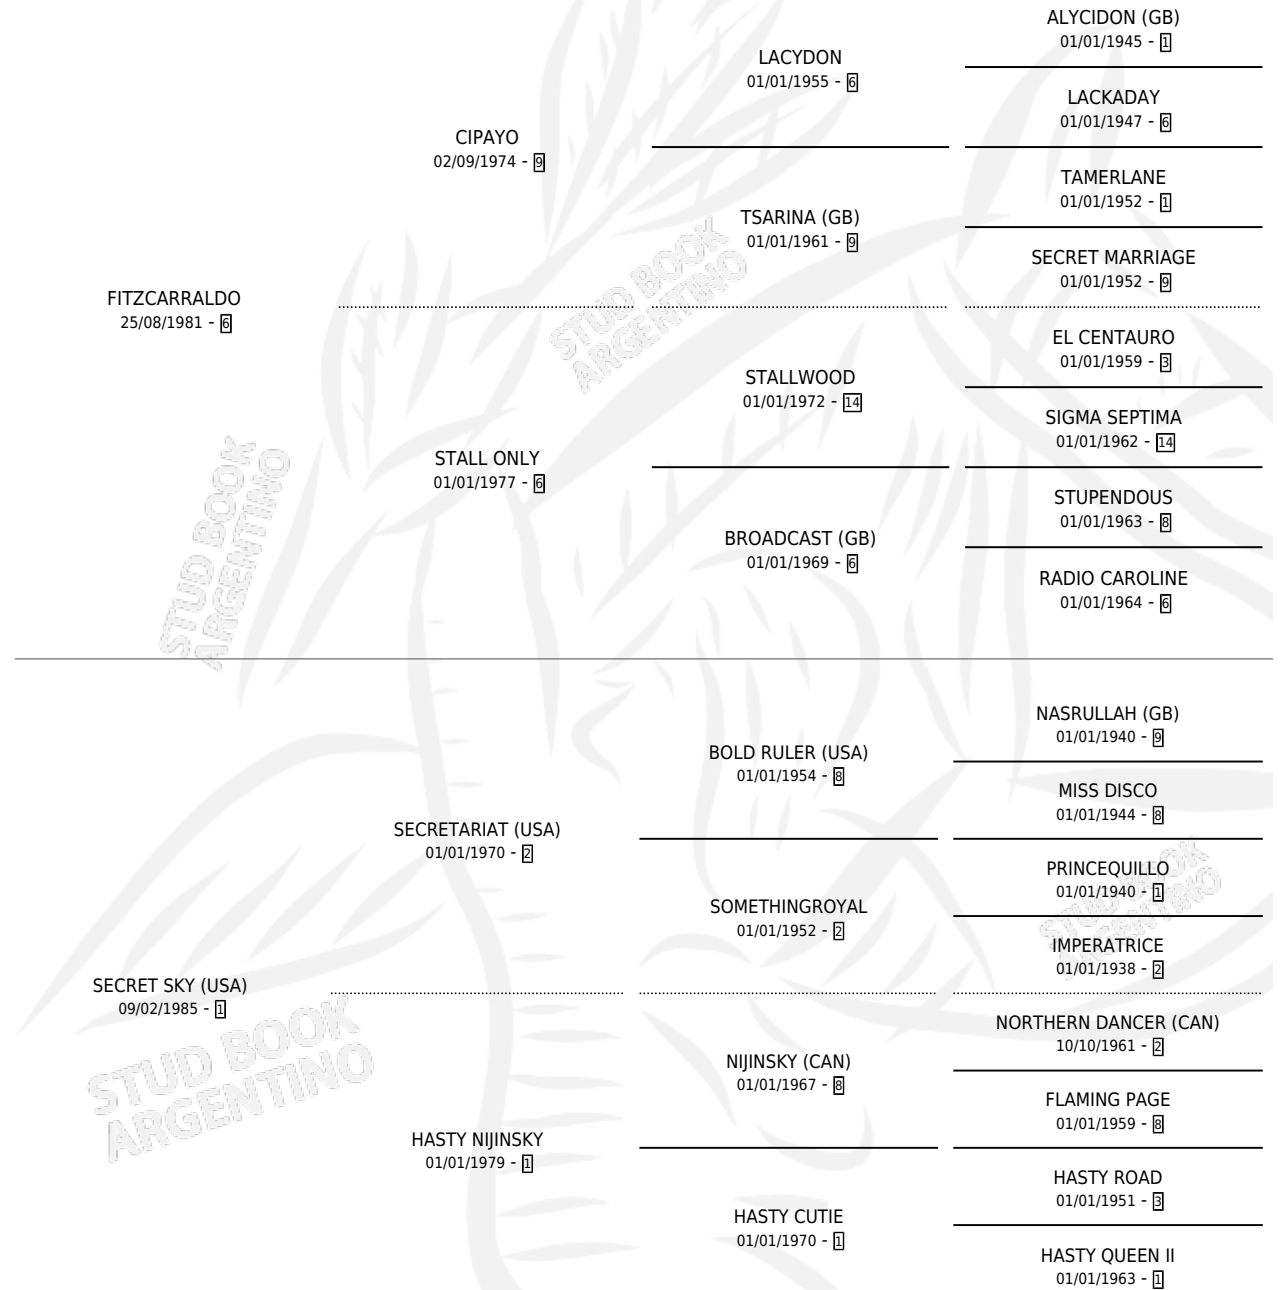 ALYCIDON (GB)
01/01/1945 - 1
LACYDON
01/01/1955 - 6
LACKADAY
01/01/1947 - 6
CIPAYO
02/09/1974 - 9
TAMERLANE
01/01/1952 - 1
TSARINA (GB)
01/01/1961 - 9
SECRET MARRIAGE
01/01/1952 - 9
FITZCARRALDO
25/08/1981 - 6
EL CENTAURO
01/01/1959 - 3
STALLWOOD
01/01/1972 - 14
SIGMA SEPTIMA
01/01/1962 - 14
STALL ONLY
01/01/1977 - 6
STUPENDOUS
01/01/1963 - 8
BROADCAST (GB)
01/01/1969 - 6
RADIO CAROLINE
01/01/1964 - 6
NASRULLAH (GB)
01/01/1940 - 9
BOLD RULER (USA)
01/01/1954 - 8
MISS DISCO
01/01/1944 - 8
SECRETARIAT (USA)
01/01/1970 - 2
PRINCEQUILLO
01/01/1940 - 1
SOMETHINGROYAL
01/01/1952 - 2
IMPERATRICE
01/01/1938 - 2
SECRET SKY (USA)
09/02/1985 - 1
NORTHERN DANCER (CAN)
10/10/1961 - 2
NIJINSKY (CAN)
01/01/1967 - 8
FLAMING PAGE
01/01/1959 - 8
HASTY NIJINSKY
01/01/1979 - 1
HASTY ROAD
01/01/1951 - 3
HASTY CUTIE
01/01/1970 - 1
HASTY QUEEN II
01/01/1963 - 1
STUD BOOK
ARGENTINO
STUD BOOK
ARGENTINO
STUD BOOK
ARGENTINO
STUD BOOK
ARGENTINO